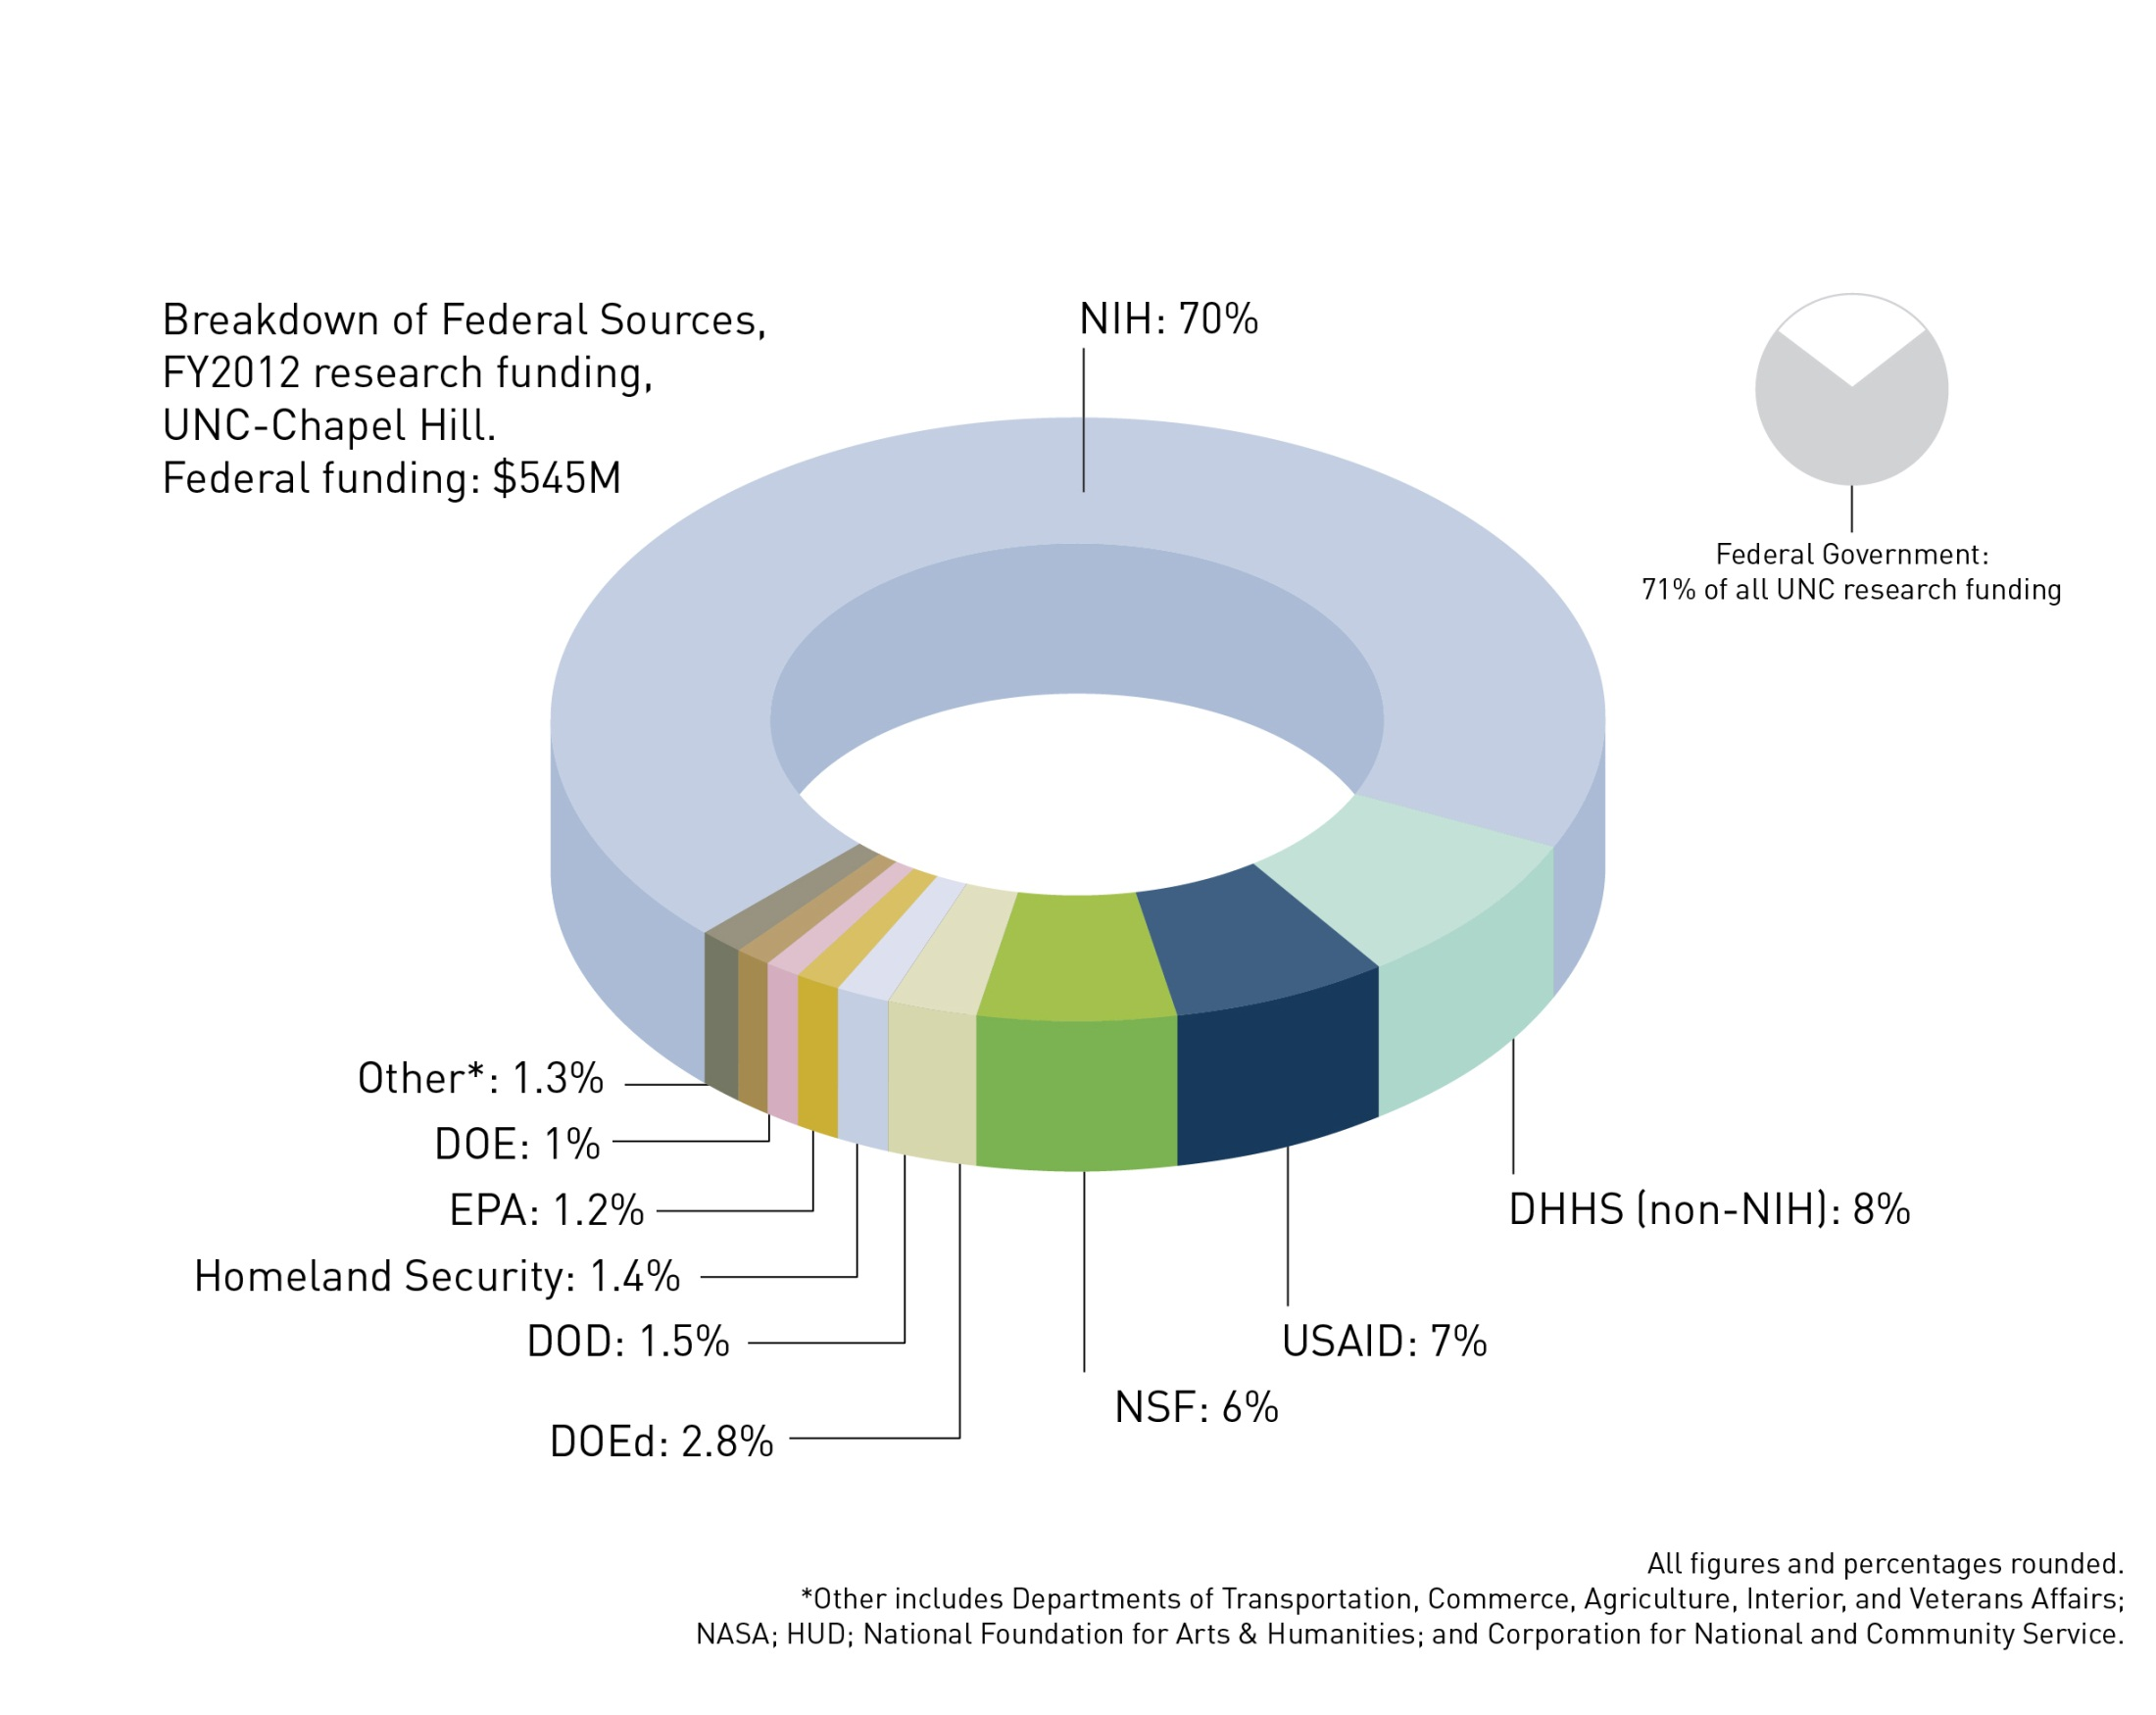 Breakdown of Federal Sources,
FY2012 research funding,
UNC-Chapel Hill.
Federal funding: $545M
NIH: 70%
Federal Government:
71% of all UNC research funding
Other*: 1.3%
DOE: 1%
EPA: 1.2%
Homeland Security: 1.4%
DOD: 1.5%
DOEd: 2.8%
NSF: 6%
USAID: 7%
DHHS (non-NIH): 8%
All figures and percentages rounded.
*Other includes Departments of Transportation, Commerce, Agriculture, Interior, and Veterans Affairs;
NASA; HUD; National Foundation for Arts & Humanities; and Corporation for National and Community Service.